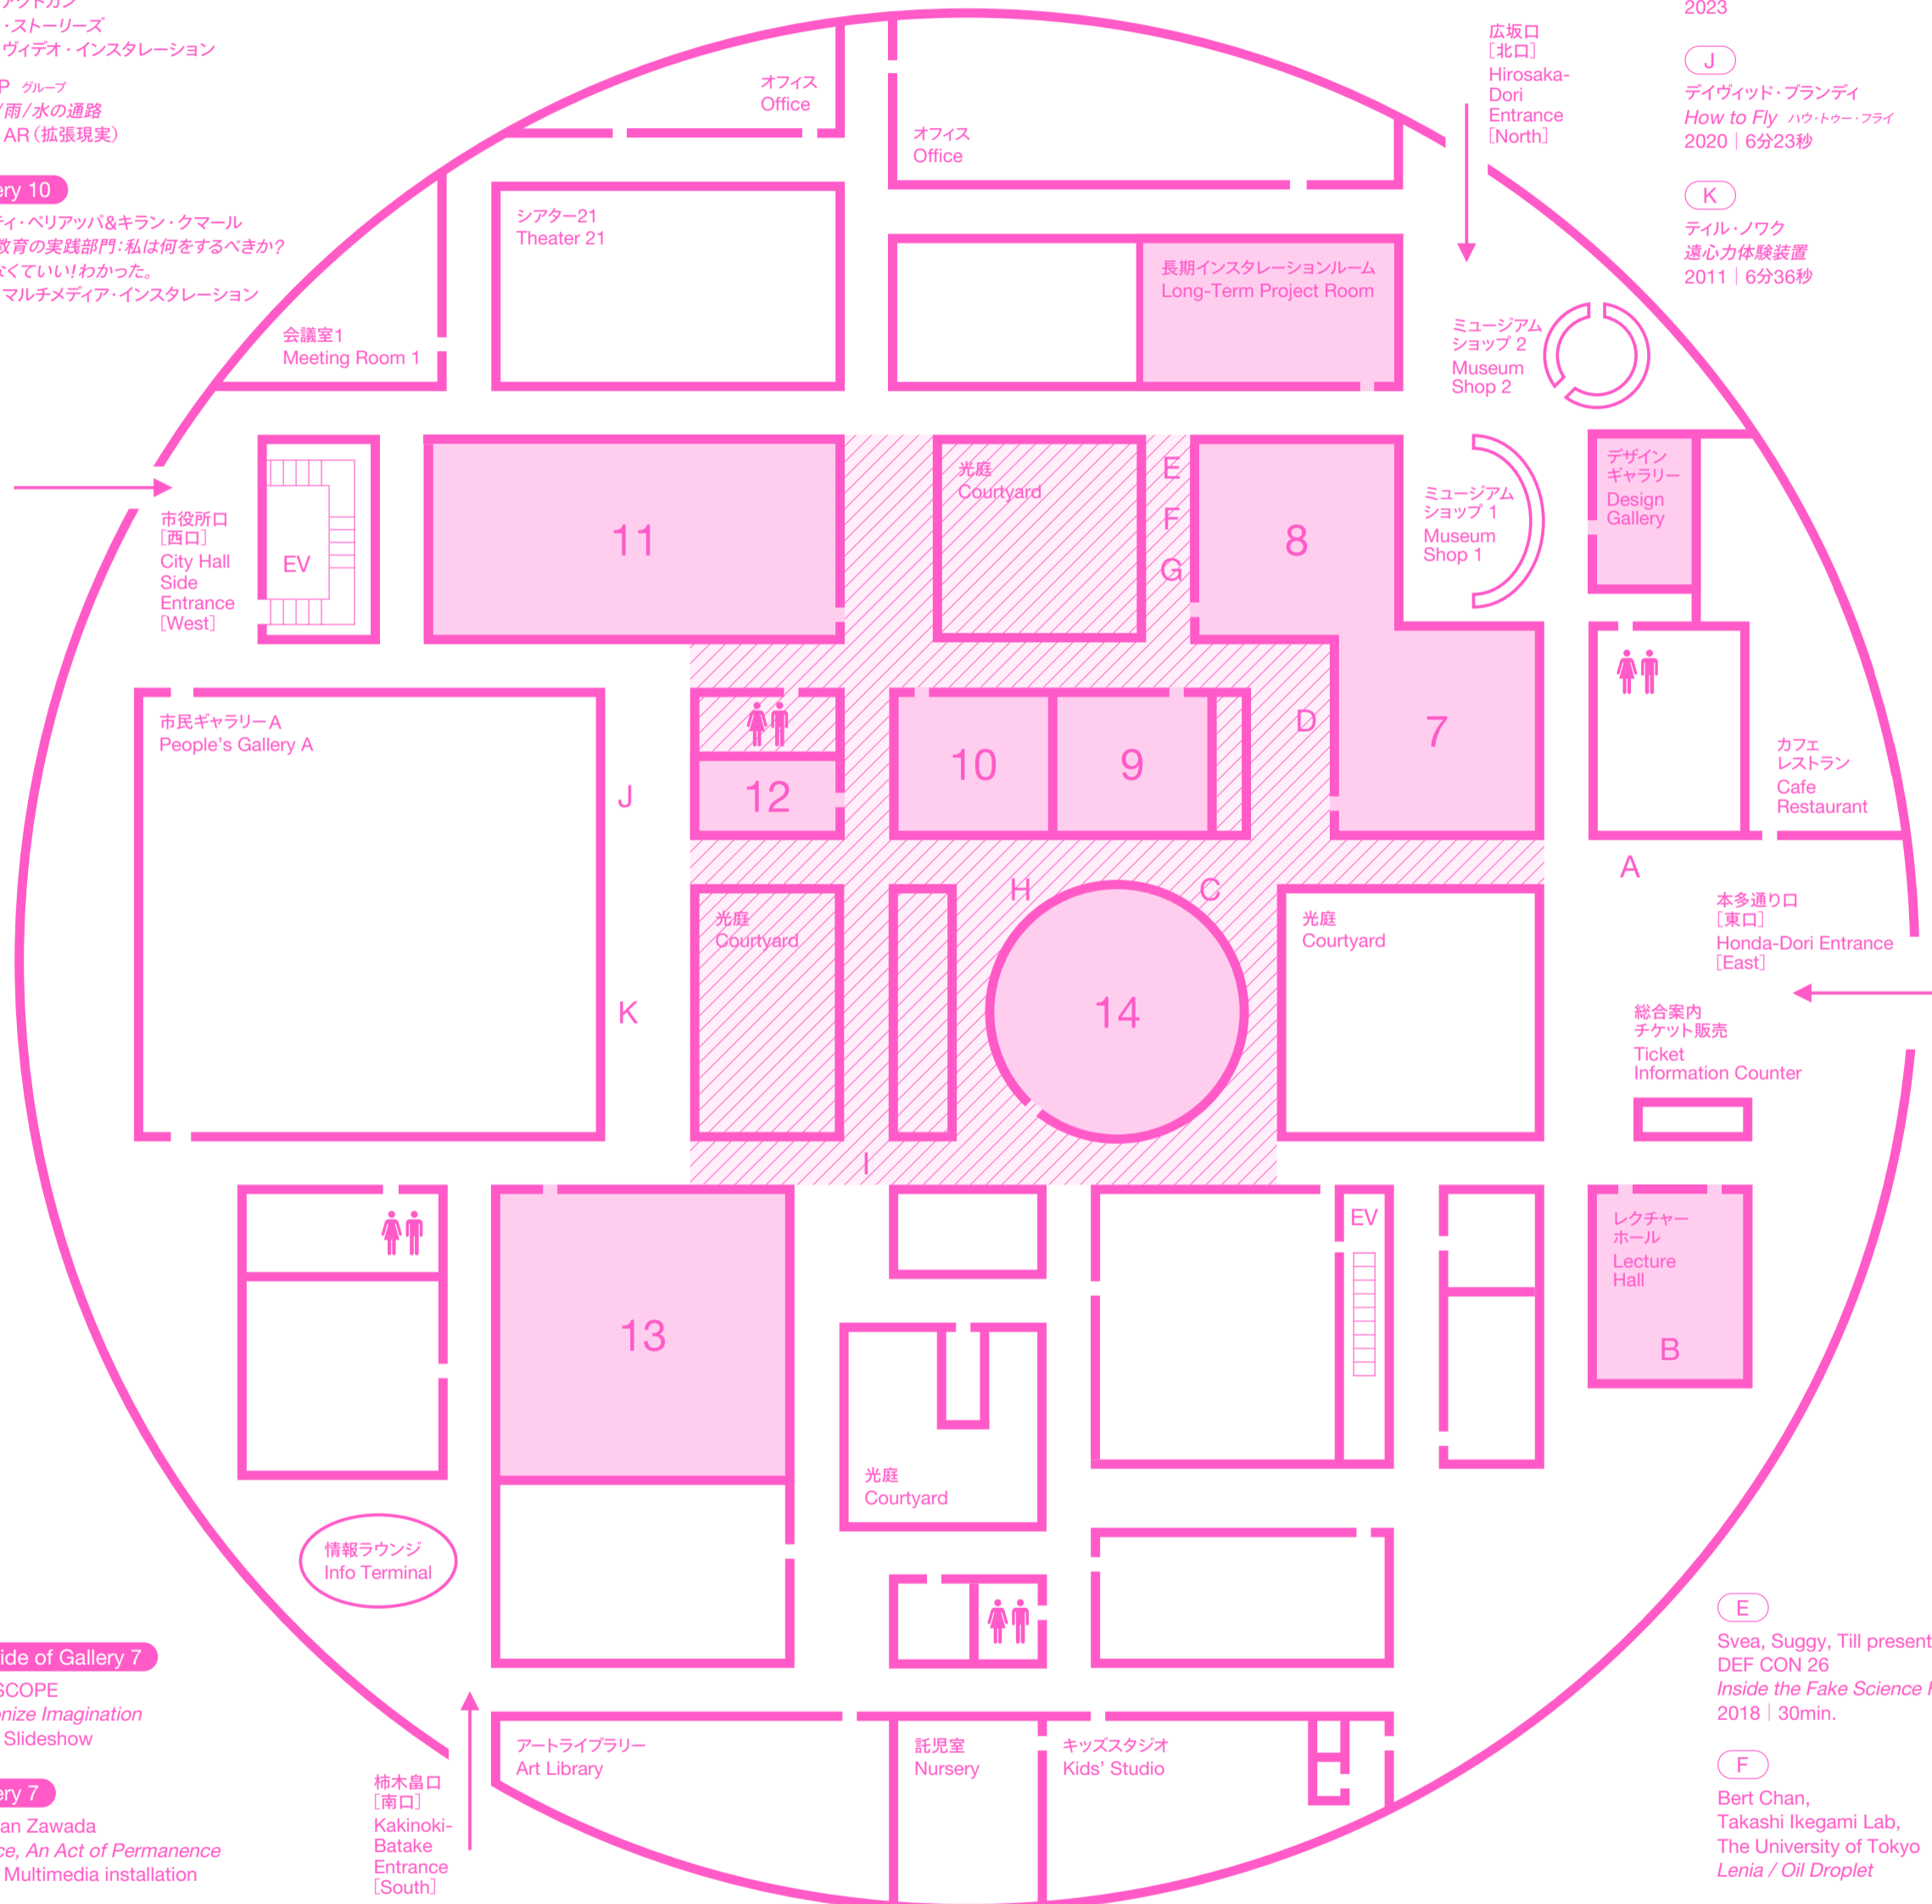 ・ストーリーズ
ヴィデオ・インスタレーション
P グループ
/雨/水の通路
AR（拡張現実）
ery 10
ティ・ベリアッパ&キラン・クマール
教育の実践部門：私は何をするべきか？
なくていい！わかった。
マルチメディア・インスタレーション
オフィス
Office
オフィス
Office
広坂口
［北口］
Hirosaka-
Dori
Entrance
［North］
2023
J
デイヴィッド・ブランディ
How to Fly ハウ・トゥー・フライ
2020｜6分23秒
K
ティル・ノワク
遠心力体験装置
2011｜6分36秒
シアター21
Theater 21
長期インスタレーションルーム
Long-Term Project Room
会議室1
Meeting Room 1
ミュージアム
ショップ 2
Museum
Shop 2
市役所口
［西口］
City Hall
Side
Entrance
［West］
EV
11
光庭
Courtyard
E
F
G
8
ミュージアム
ショップ 1
Museum
Shop 1
デザイン
ギャラリー
Design
Gallery
市民ギャラリーA
People's Gallery A
J
12
10
9
D
7
カフェ
レストラン
Cafe
Restaurant
A
H
C
光庭
Courtyard
光庭
Courtyard
本多通り口
［東口］
Honda-Dori Entrance
［East］
K
14
総合案内
チケット販売
Ticket
Information Counter
I
EV
レクチャー
ホール
Lecture
Hall
B
13
光庭
Courtyard
情報ラウンジ
Info Terminal
ide of Gallery 7
SCOPE
nize Imagination
Slideshow
ery 7
an Zawada
ce, An Act of Permanence
Multimedia installation
柿木畠口
［南口］
Kakinoki-
Batake
Entrance
［South］
アートライブラリー
Art Library
託児室
Nursery
キッズスタジオ
Kids' Studio
E
Svea, Suggy, Till present
DEF CON 26
Inside the Fake Science
2018｜30min.
F
Bert Chan,
Takashi Ikegami Lab,
The University of Tokyo
Lenia / Oil Droplet